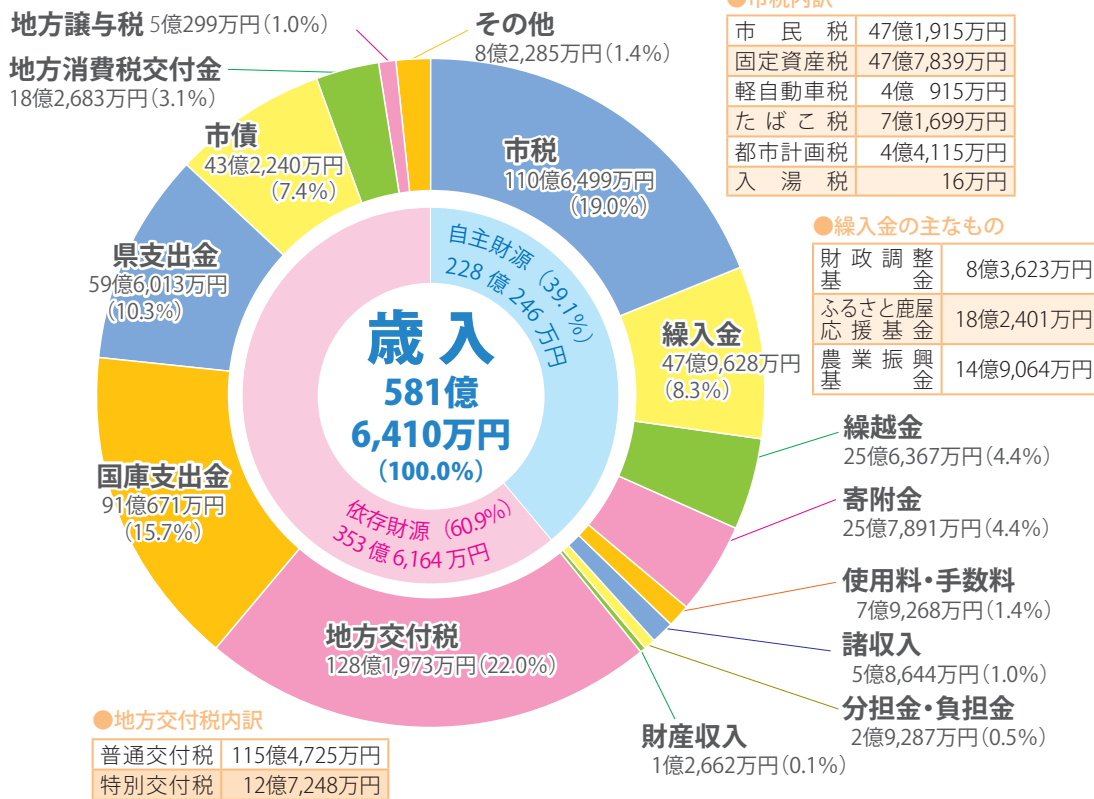 地方譲与税 5億299万円（1.0%）
その他
8億2,285万円（1.4%）
地方消費税交付金
18億2,683万円（3.1%）
市債
43億2,240万円
（7.4%）
県支出金
59億6,013万円
（10.3%）
国庫支出金
91億671万円
（15.7%）
地方交付税
128億1,973万円（22.0%）
市税
110億6,499万円
（19.0%）
繰入金
47億9,628万円
（8.3%）
繰越金
25億6,367万円（4.4%）
寄附金
25億7,891万円（4.4%）
使用料・手数料
7億9,268万円（1.4%）
諸収入
5億8,644万円（1.0%）
分担金・負担金
2億9,287万円（0.5%）
財産収入
1億2,662万円（0.1%）
自主財源（39.1%）
228億246万円
歳入
581億
6,410万円
（100.0%）
依存財源（60.9%）
353億6,164万円
●市税内訳
市民税 47億1,915万円
固定資産税 47億7,839万円
軽自動車税 4億 915万円
たばこ税 7億1,699万円
都市計画税 4億4,115万円
入湯税 16万円
●繰入金の主なもの
財政調整
基金 8億3,623万円
ふるさと鹿屋
応援基金 18億2,401万円
農業振興
基金 14億9,064万円
●地方交付税内訳
普通交付税 115億4,725万円
特別交付税 12億7,248万円